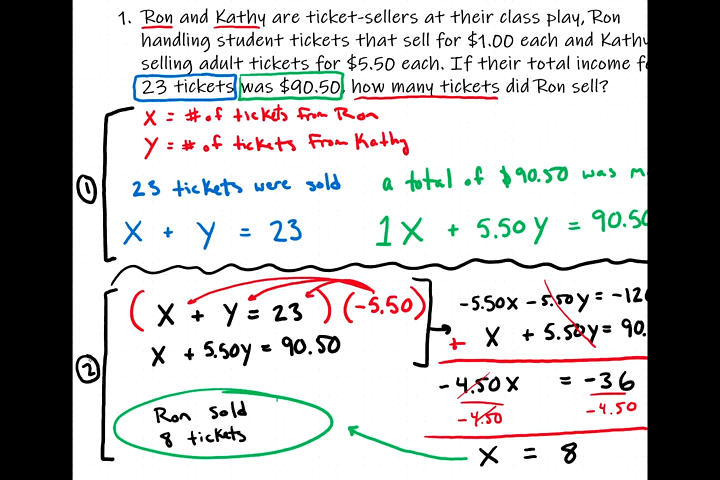 1. Ron and Kathy are ticket-sellers at their class play, Ron
handling student tickets that sell for $1.00 each and Kathy
selling adult tickets for $5.50 each. If their total income
23 tickets was $90.50, how many tickets did Ron sell?
X = # of tickets from Ron
Y = # of tickets from Kathy
23 tickets were sold
a total of $90.50 was
X + Y = 23
1X + 5.50Y = 90.50
1
(X + Y = 23)(-5.50)
X + 5.50Y = 90.50
-5.50x - 5.50y = -12
+ X + 5.50y = 90.
2
-4.50x = -36
-4.50 -4.50
X = 8
Ron sold
8 tickets